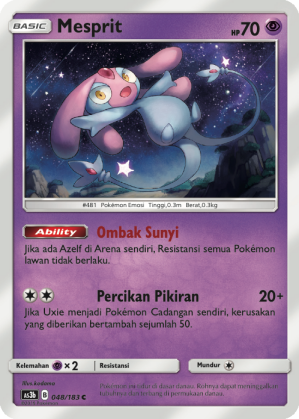 BASIC Mesprit HP70
#481 Pokémon Emosi Tinggi,0.3m Berat,0.3kg
Ability Ombak Sunyi
Jika ada Azelf di Arena sendiri, Resistansi semua Pokémon
lawan tidak berlaku.
Percikan Pikiran 20+
Jika Uxie menjadi Pokémon Cadangan sendiri, kerusakan
yang diberikan bertambah sejumlah 50.
Kelemahan ×2 Resistansi Mundur
AS3b D 048/183 C